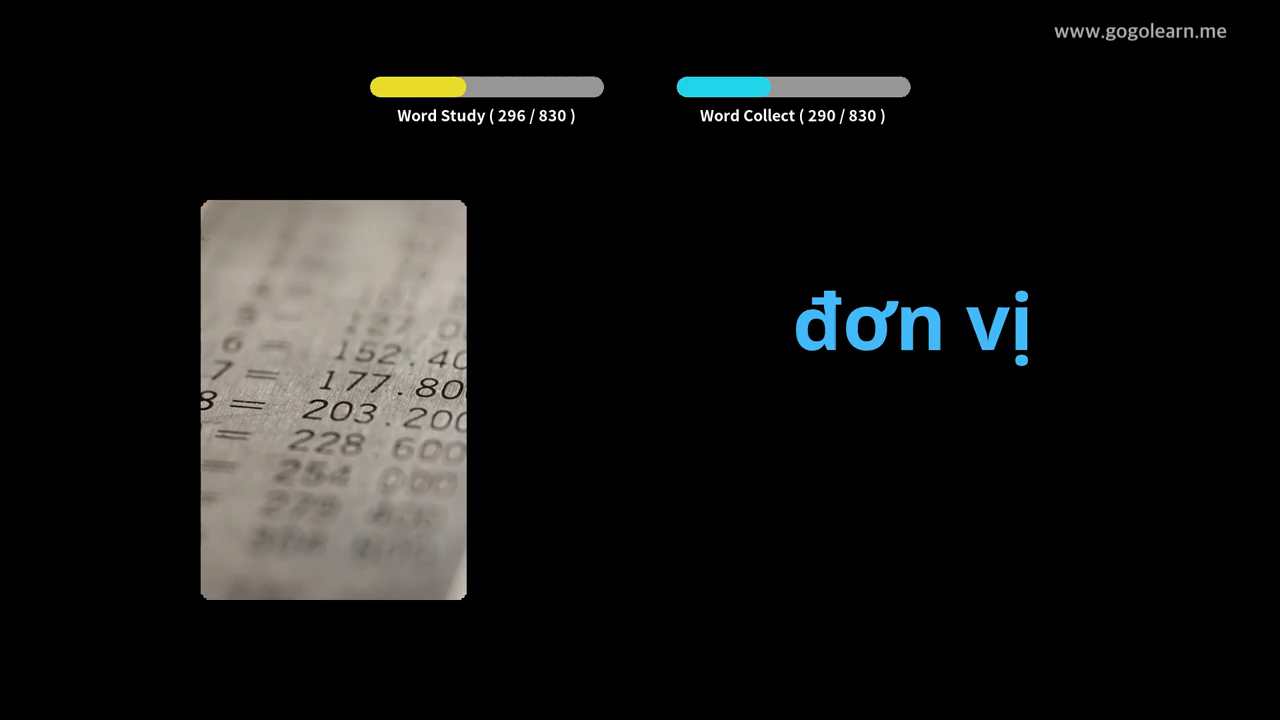 www.gogolearn.me
Word Study ( 296 / 830 )
Word Collect ( 290 / 830 )
đơn vị
6 = 152.40
7 = 177.80
8 = 203.200
= 228.600
= 254.000